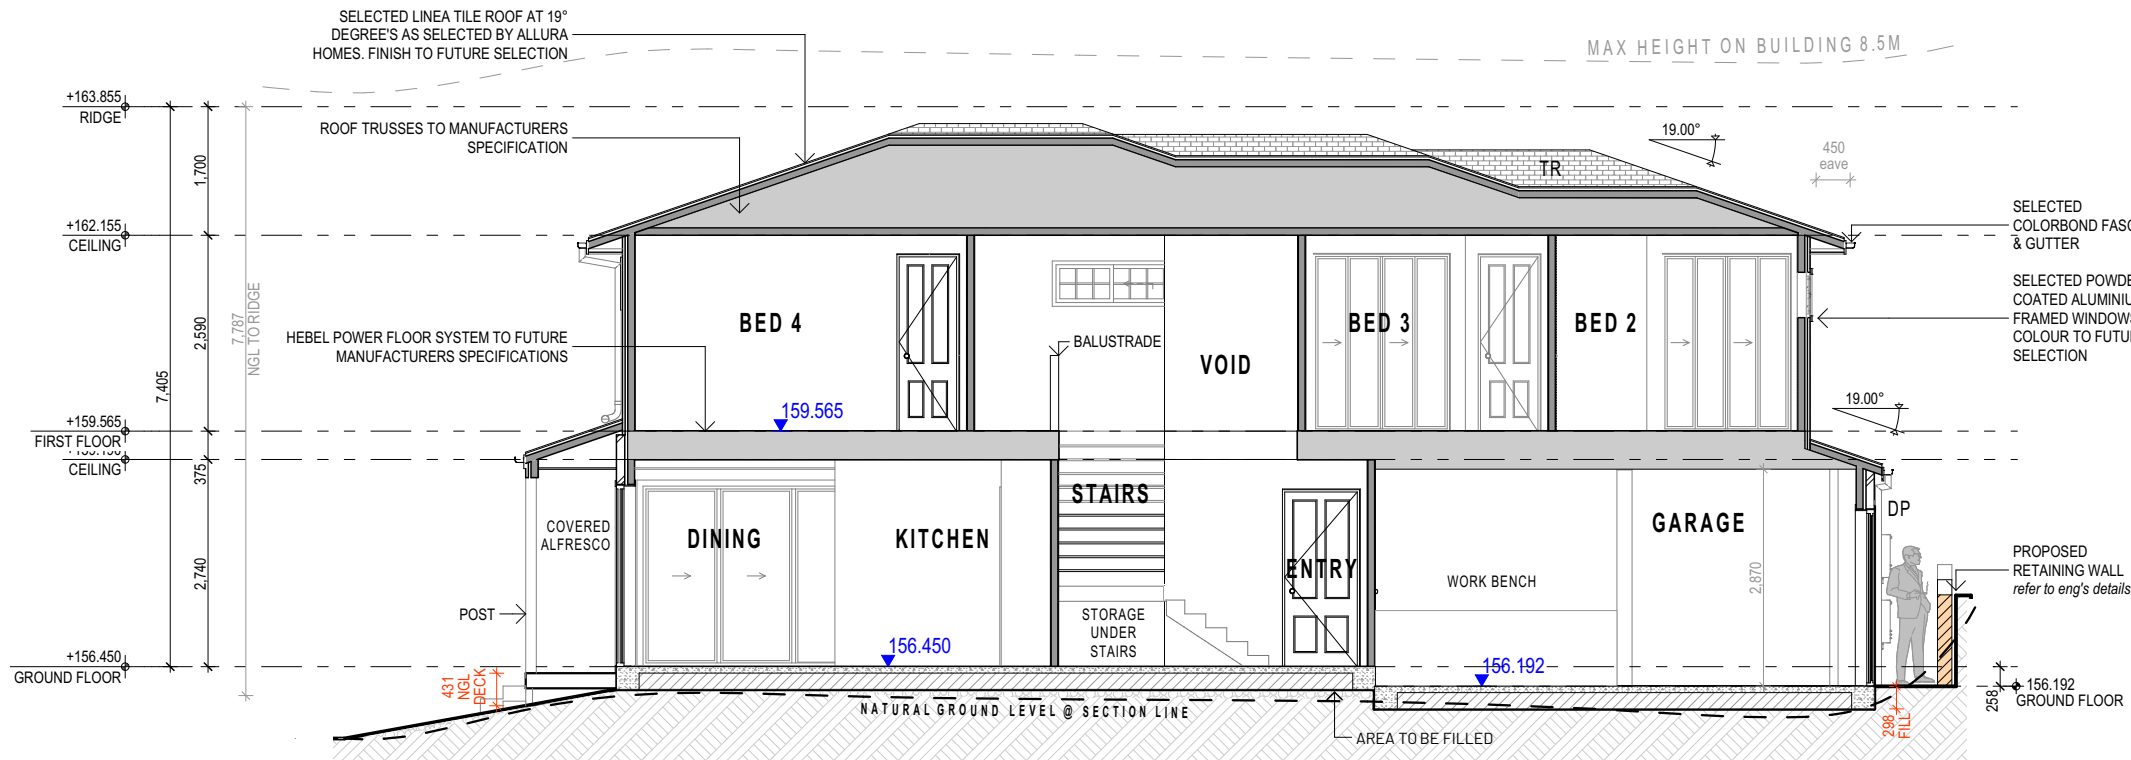 SELECTED LINEA TILE ROOF AT 19°
DEGREE'S AS SELECTED BY ALLURA
HOMES. FINISH TO FUTURE SELECTION
MAX HEIGHT ON BUILDING 8.5M
+163.855
RIDGE
ROOF TRUSSES TO MANUFACTURERS
SPECIFICATION
19.00°
450
eave
TR
1,700
+162.155
CEILING
SELECTED
COLORBOND FASC
& GUTTER
SELECTED POWDE
COATED ALUMINIU
FRAMED WINDOWS
COLOUR TO FUTUR
SELECTION
7,787
NGL TO RIDGE
2,590
7,405
HEBEL POWER FLOOR SYSTEM TO FUTURE
MANUFACTURERS SPECIFICATIONS
BED 4
BALUSTRADE
VOID
BED 3
BED 2
159.565
19.00°
+159.565
FIRST FLOOR
CEILING
375
STAIRS
COVERED
ALFRESCO
DINING
KITCHEN
ENTRY
GARAGE
DP
2,740
WORK BENCH
2,870
PROPOSED
RETAINING WALL
refer to eng's details
POST
STORAGE
UNDER
STAIRS
+156.450
GROUND FLOOR
156.450
156.192
431
NGL
DECK
258
156.192
GROUND FLOOR
298
FILL
NATURAL GROUND LEVEL @ SECTION LINE
AREA TO BE FILLED